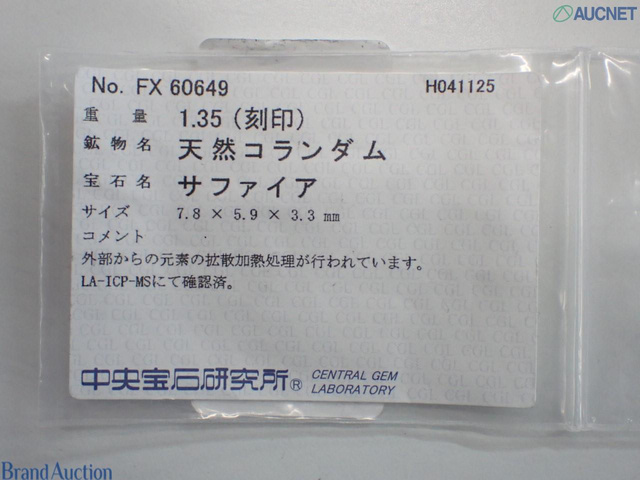 AUCNET
No. FX 60649 H041125
重量 1.35 (刻印)
鉱物名 天然コランダム
宝石名 サファイア
サイズ 7.8 × 5.9 × 3.3 mm
コメント
外部からの元素の拡散加熱処理が行われています。
LA-ICP-MSにて確認済。
中央宝石研究所® CENTRAL GEM
LABORATORY
Brand Auction